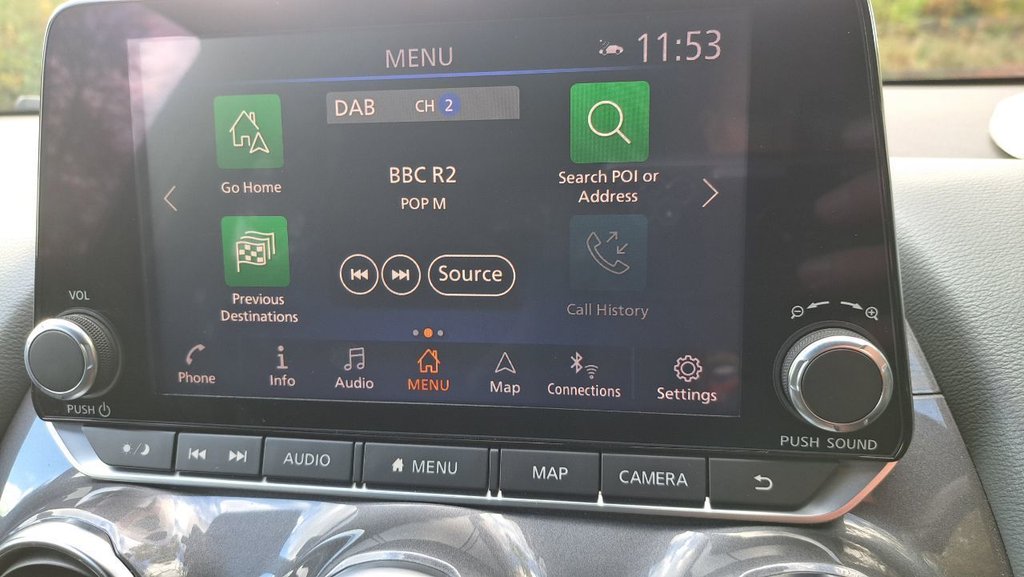 MENU
11:53
DAB CH 2
Go Home
BBC R2
POP M
Search POI or
Address
Previous
Destinations
Source
Call History
VOL
PUSH
Phone
Info
Audio
MENU
Map
Connections
Settings
PUSH SOUND
AUDIO
MENU
MAP
CAMERA